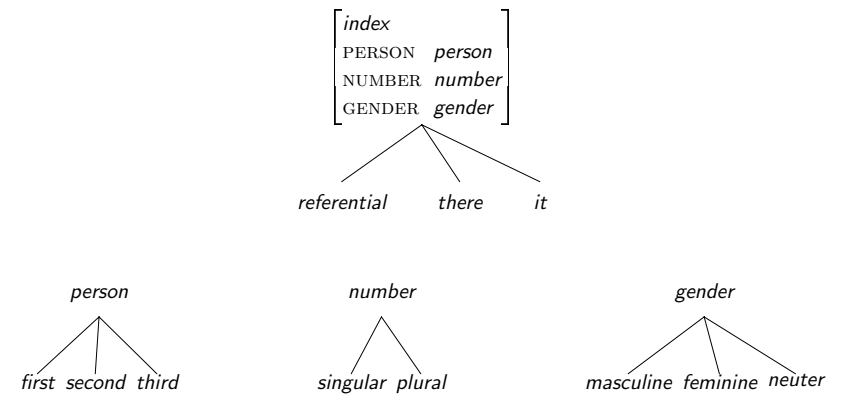 index
PERSON person
NUMBER number
GENDER gender
referential there it
person number gender
first second third singular plural masculine feminine neuter